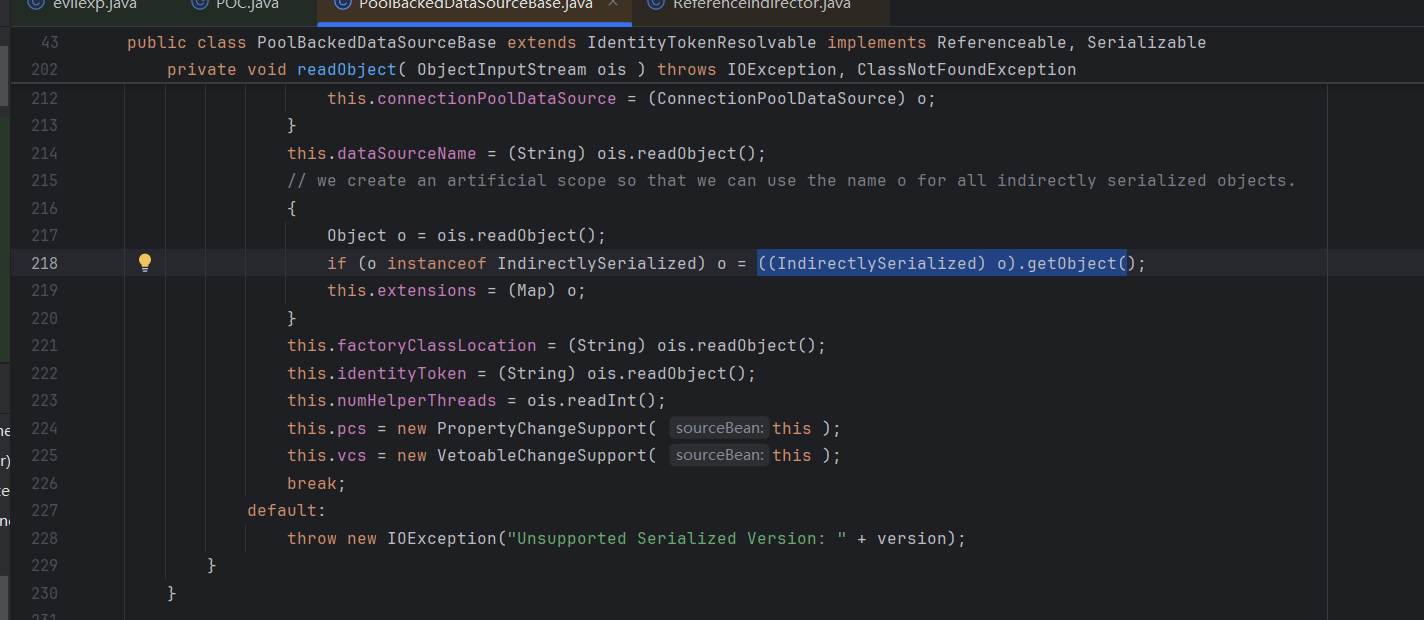 evilexp.java POC.java PoolBackedDataSourceBase.java × ReferenceIndirector.java
43 public class PoolBackedDataSourceBase extends IdentityTokenResolvable implements Referenceable, Serializable
202 private void readObject( ObjectInputStream ois ) throws IOException, ClassNotFoundException
212 this.connectionPoolDataSource = (ConnectionPoolDataSource) o;
213 }
214 this.dataSourceName = (String) ois.readObject();
215 // we create an artificial scope so that we can use the name o for all indirectly serialized objects.
216 {
217 Object o = ois.readObject();
218 if (o instanceof IndirectlySerialized) o = ((IndirectlySerialized) o).getObject();
219 this.extensions = (Map) o;
220 }
221 this.factoryClassLocation = (String) ois.readObject();
222 this.identityToken = (String) ois.readObject();
223 this.numHelperThreads = ois.readInt();
224 this.pcs = new PropertyChangeSupport( sourceBean: this );
225 this.vcs = new VetoableChangeSupport( sourceBean: this );
226 break;
227 default:
228 throw new IOException("Unsupported Serialized Version: " + version);
229 }
230 }
231